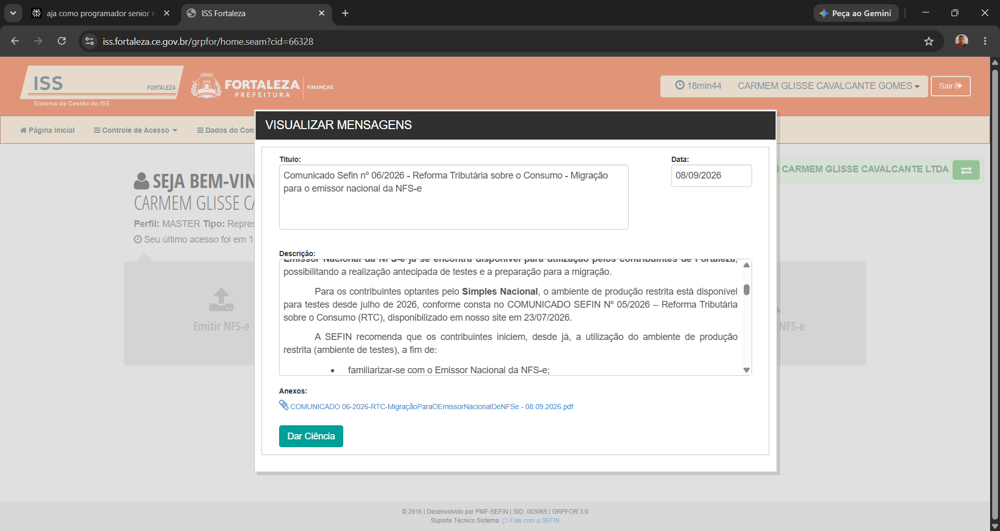 aja como programador senior
ISS Fortaleza
Peça ao Gemini
iss.fortaleza.ce.gov.br/grpfor/home.seam?cid=66328
ISS
FORTALEZA
Sistema de Gestão do ISS
FORTALEZA
PREFEITURA
FINANÇAS
18min44
CARMEM GLISSE CAVALCANTE GOMES
Sair
Página Inicial
Controle de Acesso
Dados do Con
VISUALIZAR MENSAGENS
SEJA BEM-VIN
CARMEM GLISSE CA
Perfil: MASTER Tipo: Repres
Seu último acesso foi em 1
CARMEM GLISSE CAVALCANTE LTDA
Título:
Data:
Comunicado Sefin nº 06/2026 - Reforma Tributária sobre o Consumo - Migração
para o emissor nacional da NFS-e
08/09/2026
Descrição:
Emissor Nacional da NFS-e já se encontra disponível para utilização pelos contribuintes de Fortaleza,
possibilitando a realização antecipada de testes e a preparação para a migração.
Para os contribuintes optantes pelo Simples Nacional, o ambiente de produção restrita está disponível
para testes desde julho de 2026, conforme consta no COMUNICADO SEFIN Nº 05/2026 – Reforma Tributária
sobre o Consumo (RTC), disponibilizado em nosso site em 23/07/2026.
A SEFIN recomenda que os contribuintes iniciem, desde já, a utilização do ambiente de produção
restrita (ambiente de testes), a fim de:
• familiarizar-se com o Emissor Nacional da NFS-e;
Emitir NFS-e
NFS-e
Anexos:
COMUNICADO 06-2026-RTC-MigraçãoParaOEmissorNacionalDeNFSe - 08.09.2026.pdf
Dar Ciência
© 2016 | Desenvolvido por PMF-SEFIN | SID: 003065 | GRPFOR 3.0
Suporte Técnico Sistema: Fale com a SEFIN